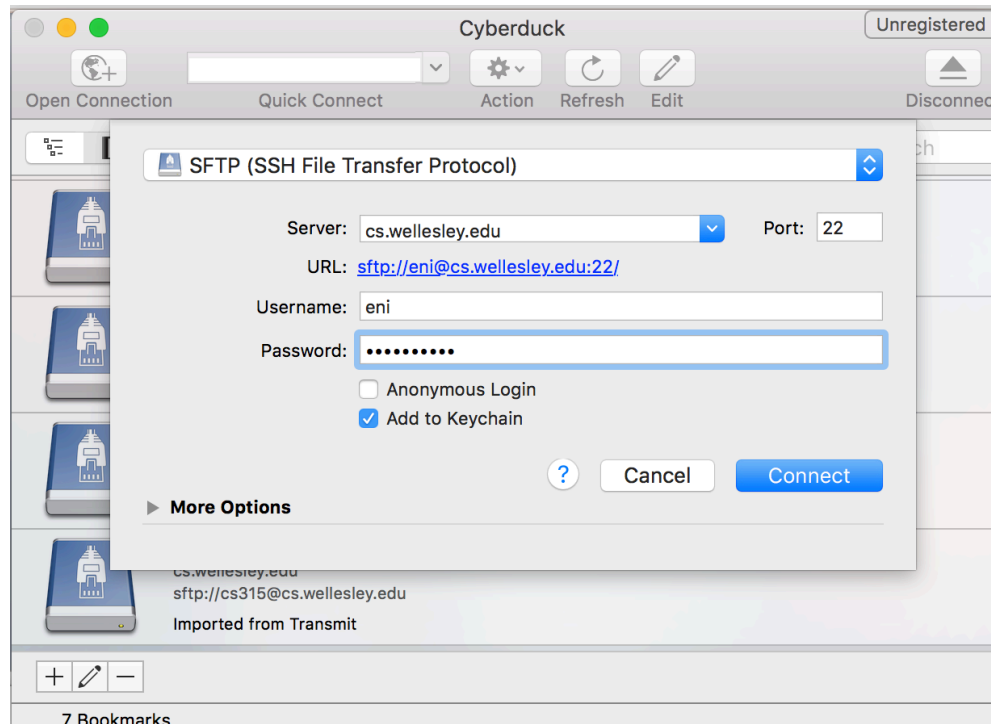 Cyberduck
Unregistered
Open Connection
Quick Connect
Action
Refresh
Edit
Disconnec
ch
SFTP (SSH File Transfer Protocol)
Server: cs.wellesley.edu Port: 22
URL: sftp://eni@cs.wellesley.edu:22/
Username: eni
Password: ••••••••••
Anonymous Login
Add to Keychain
? Cancel Connect
More Options
cs.wellesley.edu
sftp://cs315@cs.wellesley.edu
Imported from Transmit
7 Bookmarks